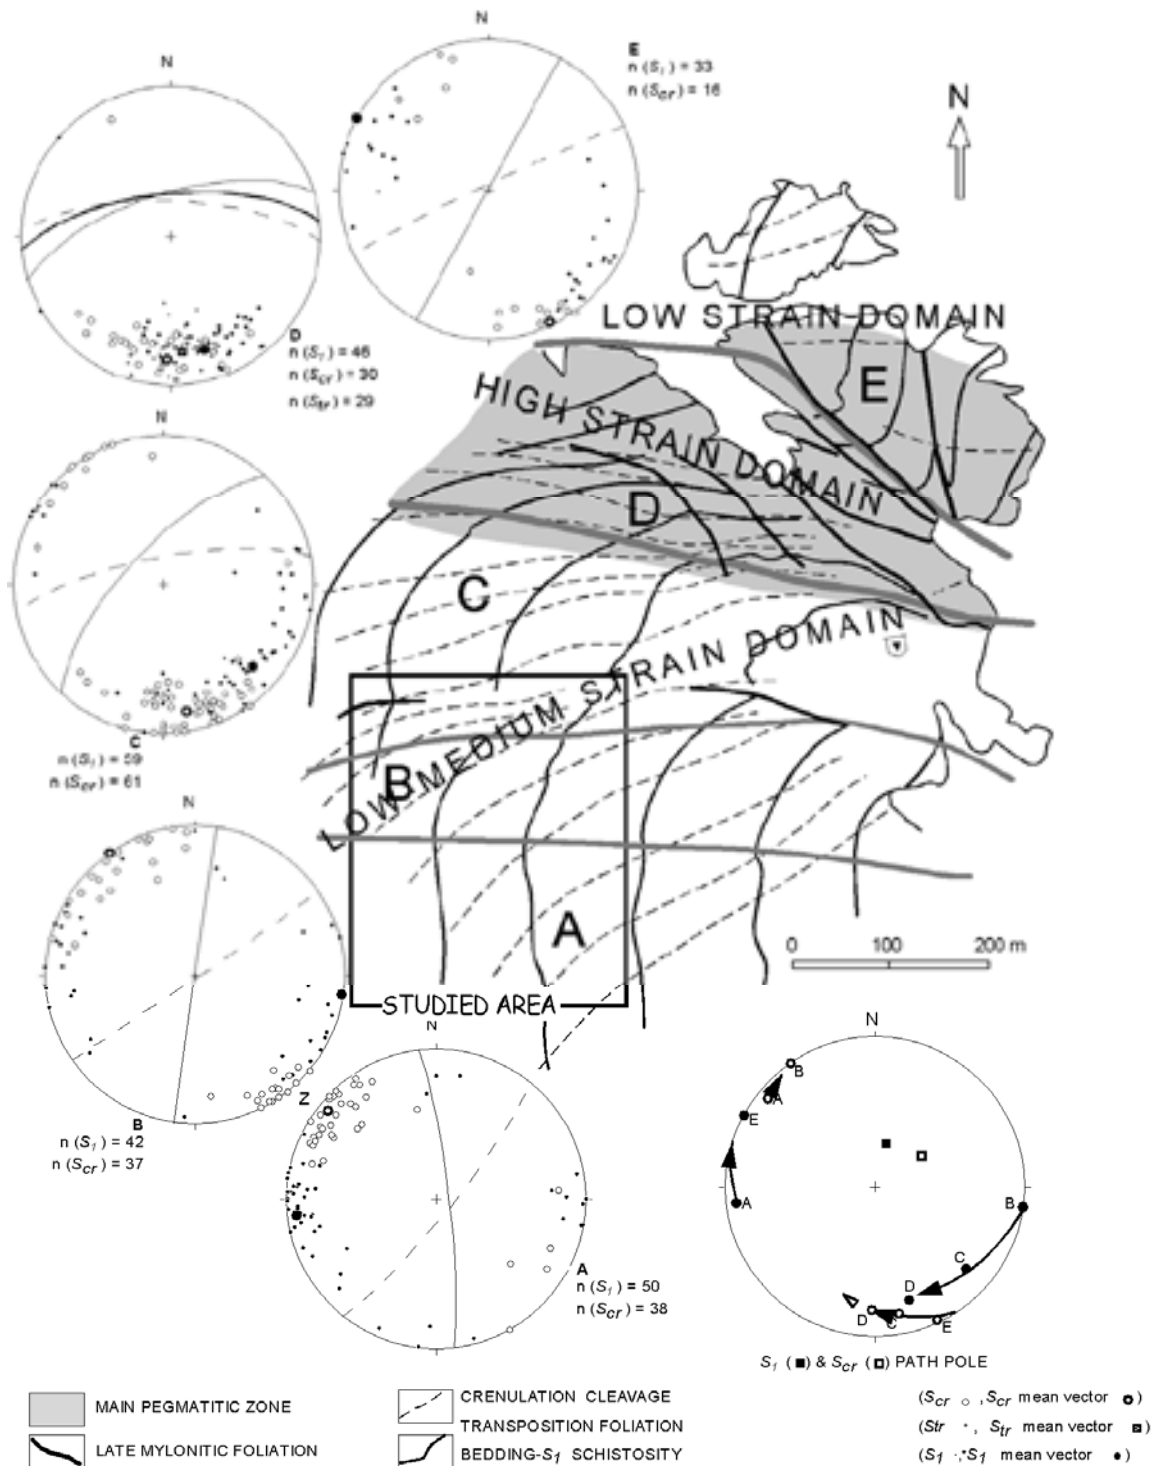 N
E
n (S1) = 33
n (Scr) = 16
N
D
n (S1) = 46
n (Scr) = 30
n (Str) = 29
N
LOW STRAIN DOMAIN
E
HIGH STRAIN DOMAIN
D
N
C
n (S1) = 59
n (Scr) = 61
C
LOW-MEDIUM STRAIN DOMAIN
B
A
0 100 200 m
STUDIED AREA
N
B
n (S1) = 42
n (Scr) = 37
N
Z
A
n (S1) = 50
n (Scr) = 38
N
B
A
E
A
B
C
D
D
C
E
S1 (■) & Scr (□) PATH POLE
MAIN PEGMATITIC ZONE
LATE MYLONITIC FOLIATION
CRENULATION CLEAVAGE
TRANSPOSITION FOLIATION
BEDDING-S1 SCHISTOSITY
(Scr ○ , Scr mean vector ○)
(Str · , Str mean vector ■)
(S1 · , S1 mean vector ●)